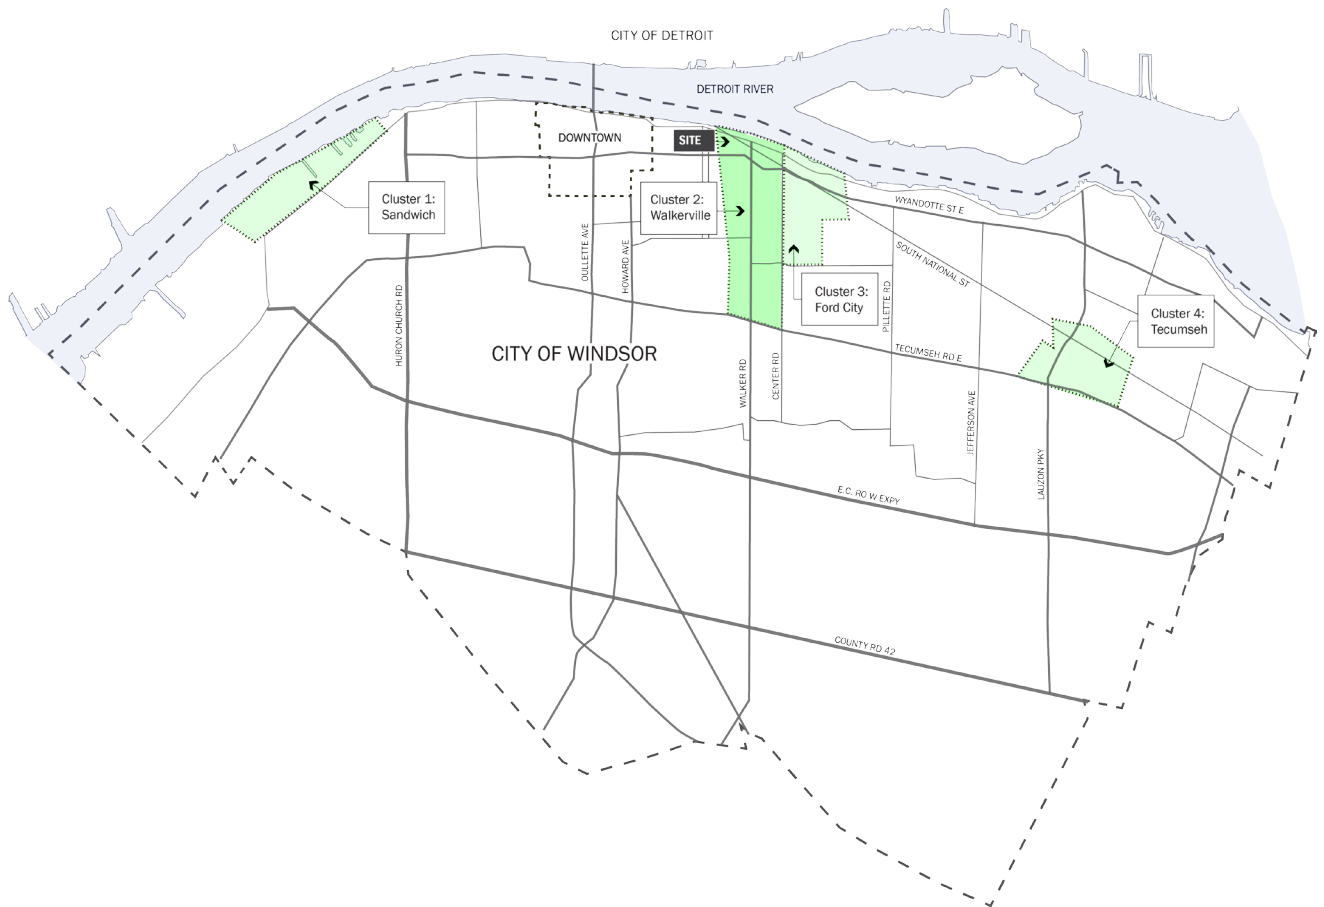 CITY OF DETROIT
DETROIT RIVER
DOWNTOWN
SITE
Cluster 1:
Sandwich
Cluster 2:
Walkerville
WYANDOTTE ST E
OULLETTE AVE
HOWARD AVE
SOUTH NATIONAL ST
HURON CHURCH RD
Cluster 3:
Ford City
PILLETTE RD
Cluster 4:
Tecumseh
CITY OF WINDSOR
TECUMSEH RD E
WALKER RD
CENTER RD
JEFFERSON AVE
LAUZON PKY
E.C. RO W EXPY
COUNTY RD 42